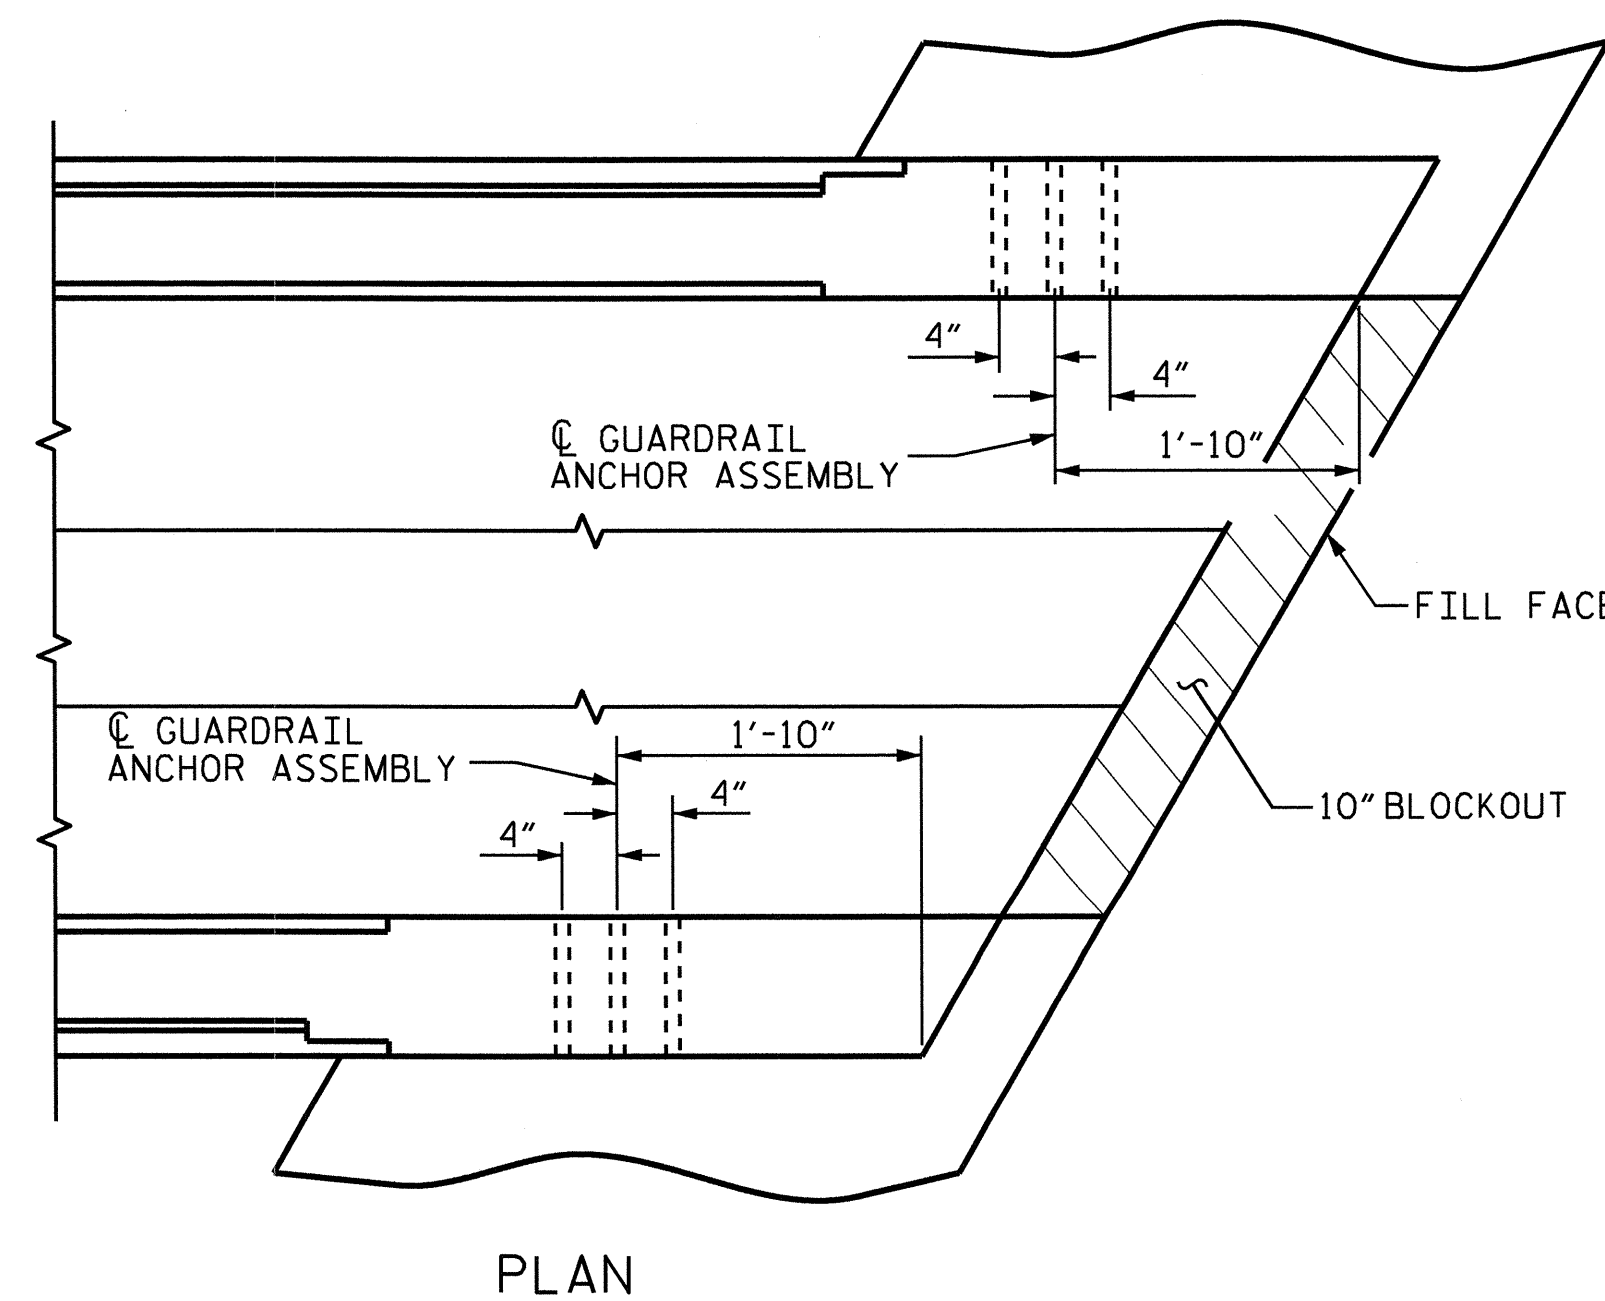 4″
4″
℄ GUARDRAIL
ANCHOR ASSEMBLY
1′-10″
FILL FACE
℄ GUARDRAIL
ANCHOR ASSEMBLY
1′-10″
4″
4″
10″ BLOCKOUT
PLAN